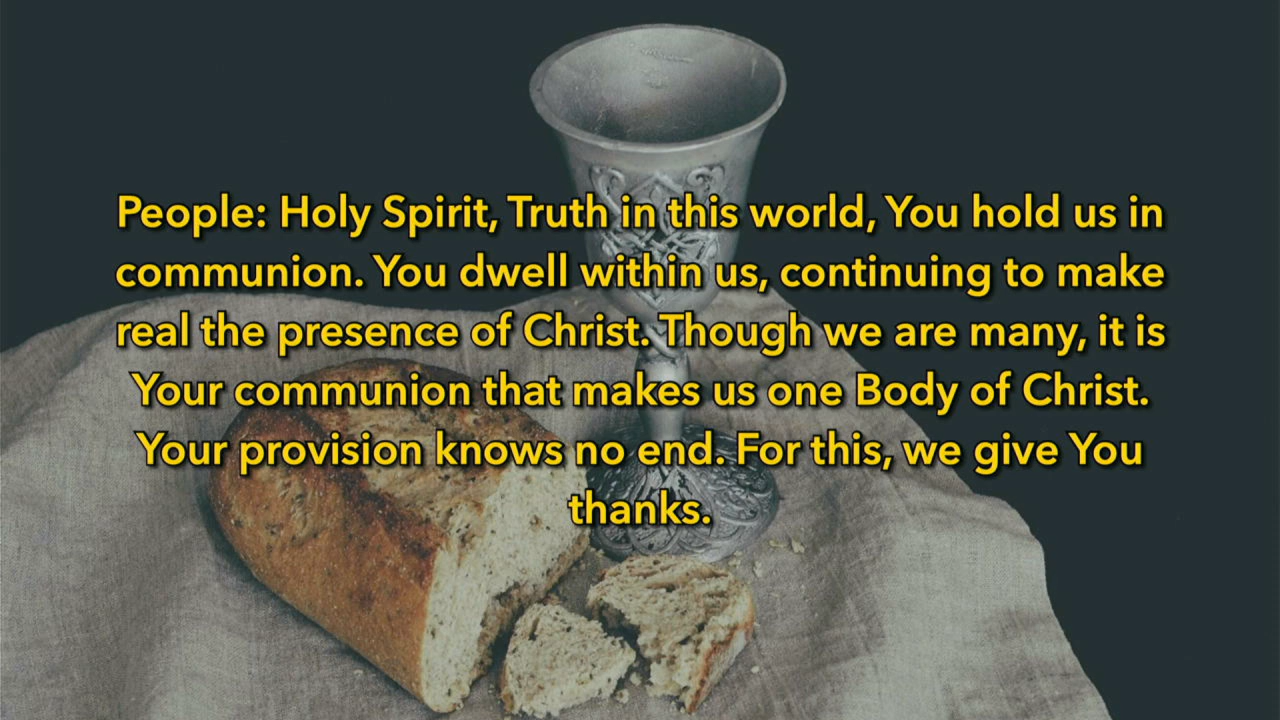 People: Holy Spirit, Truth in this world, You hold us in
communion. You dwell within us, continuing to make
real the presence of Christ. Though we are many, it is
Your communion that makes us one Body of Christ.
Your provision knows no end. For this, we give You
thanks.